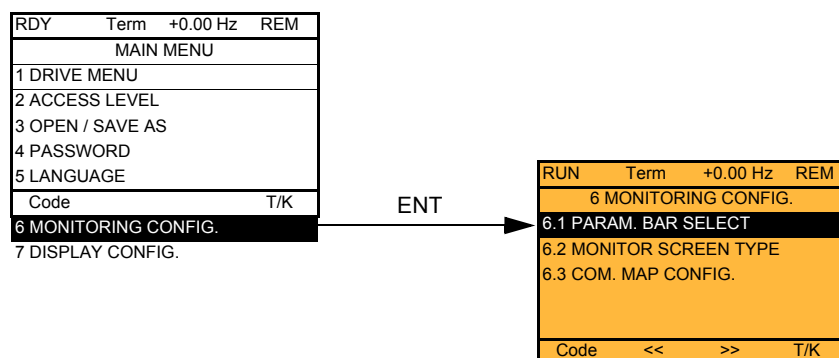 RDY Term +0.00 Hz REM
MAIN MENU
1 DRIVE MENU
2 ACCESS LEVEL
3 OPEN / SAVE AS
4 PASSWORD
5 LANGUAGE
Code T/K
6 MONITORING CONFIG.
7 DISPLAY CONFIG.
ENT
RUN Term +0.00 Hz REM
6 MONITORING CONFIG.
6.1 PARAM. BAR SELECT
6.2 MONITOR SCREEN TYPE
6.3 COM. MAP CONFIG.
Code << >> T/K